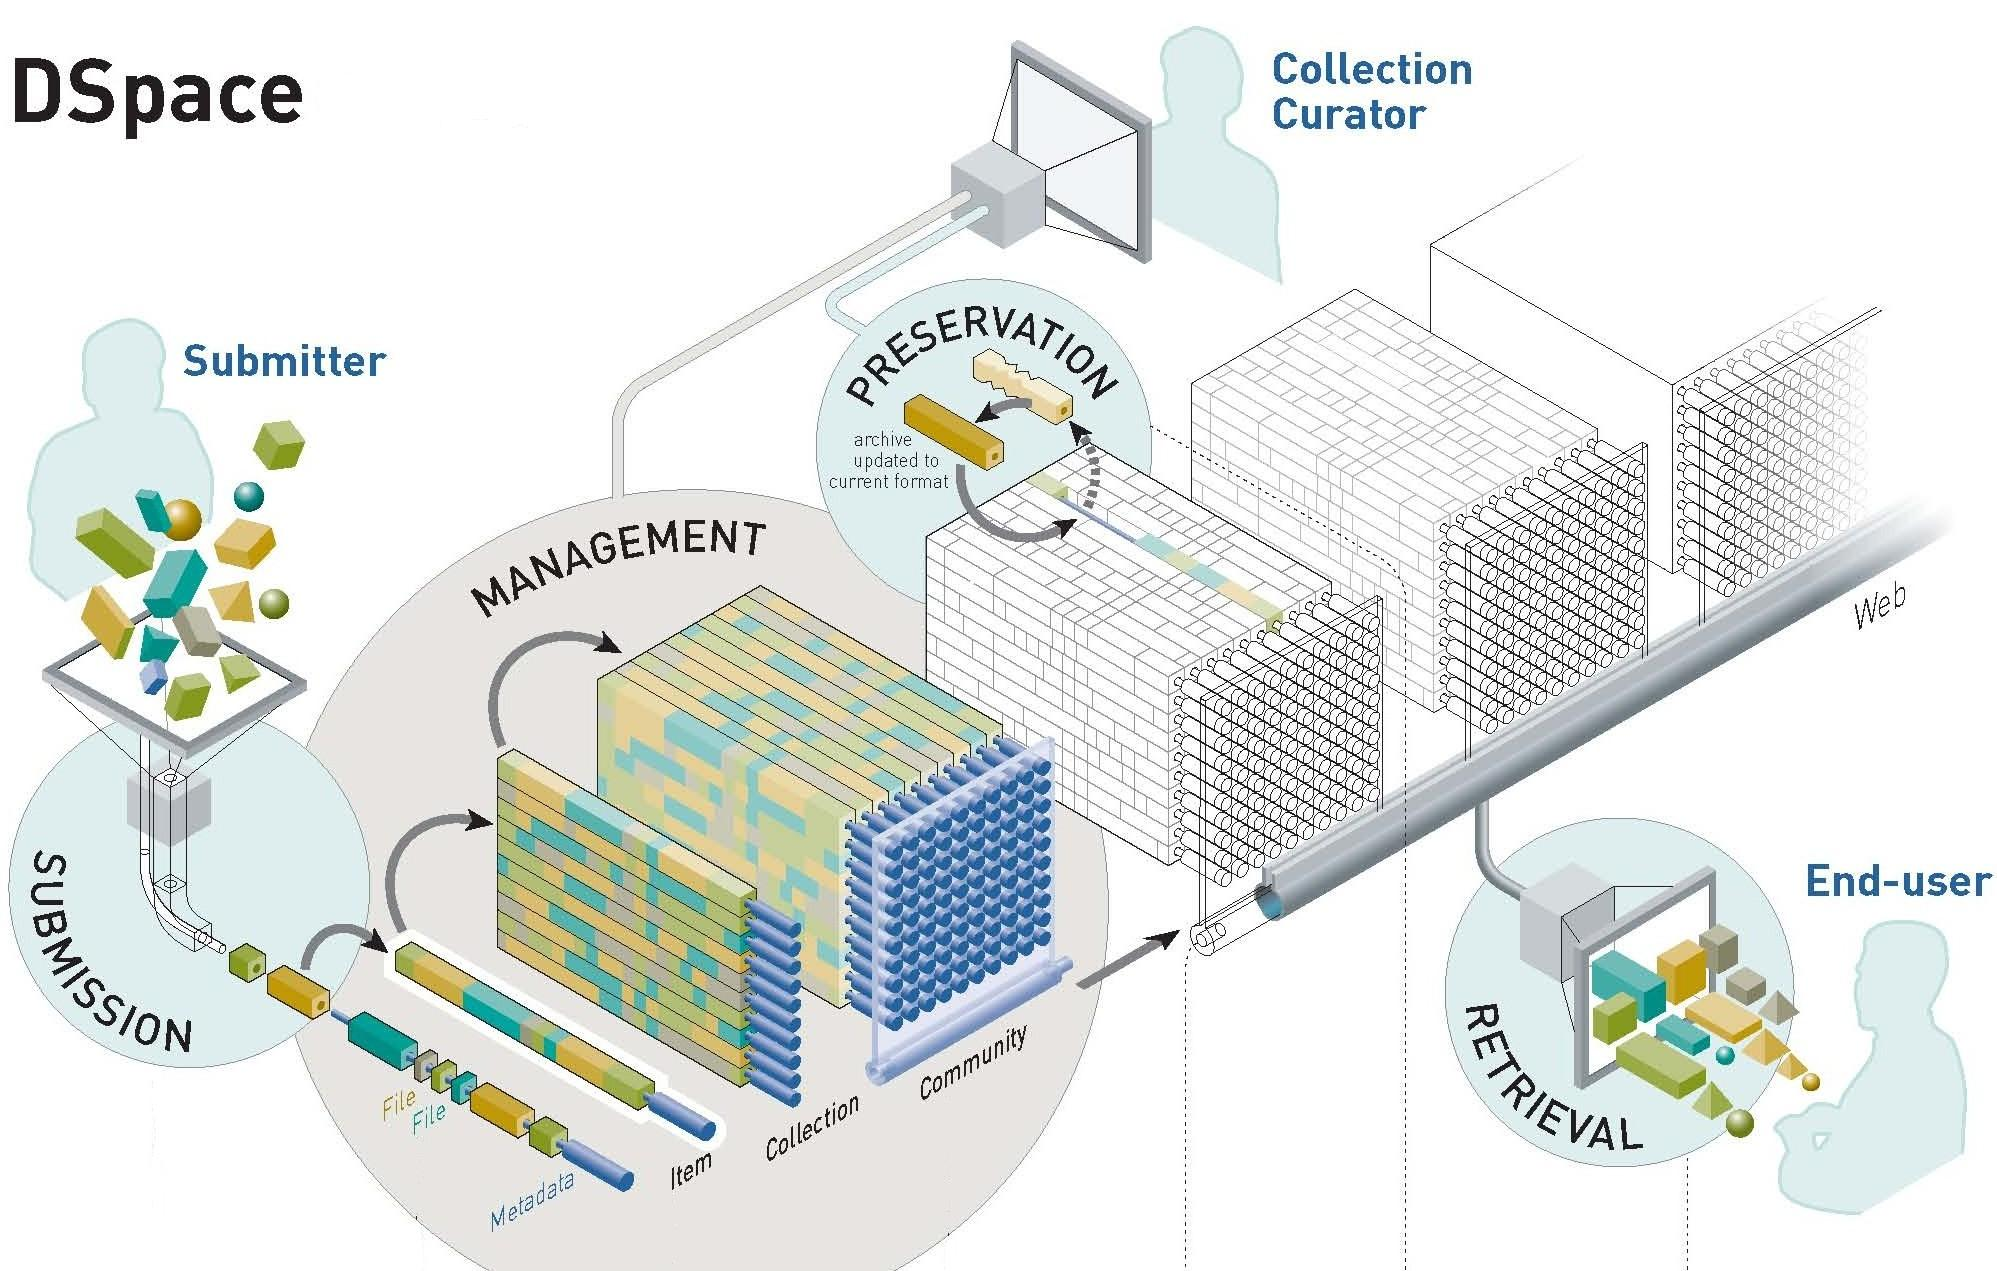 DSpace
Collection
Curator
Submitter
PRESERVATION
archive
updated to
current format
MANAGEMENT
Web
SUBMISSION
File
File
Metadata
Item
Collection
Community
End-user
RETRIEVAL